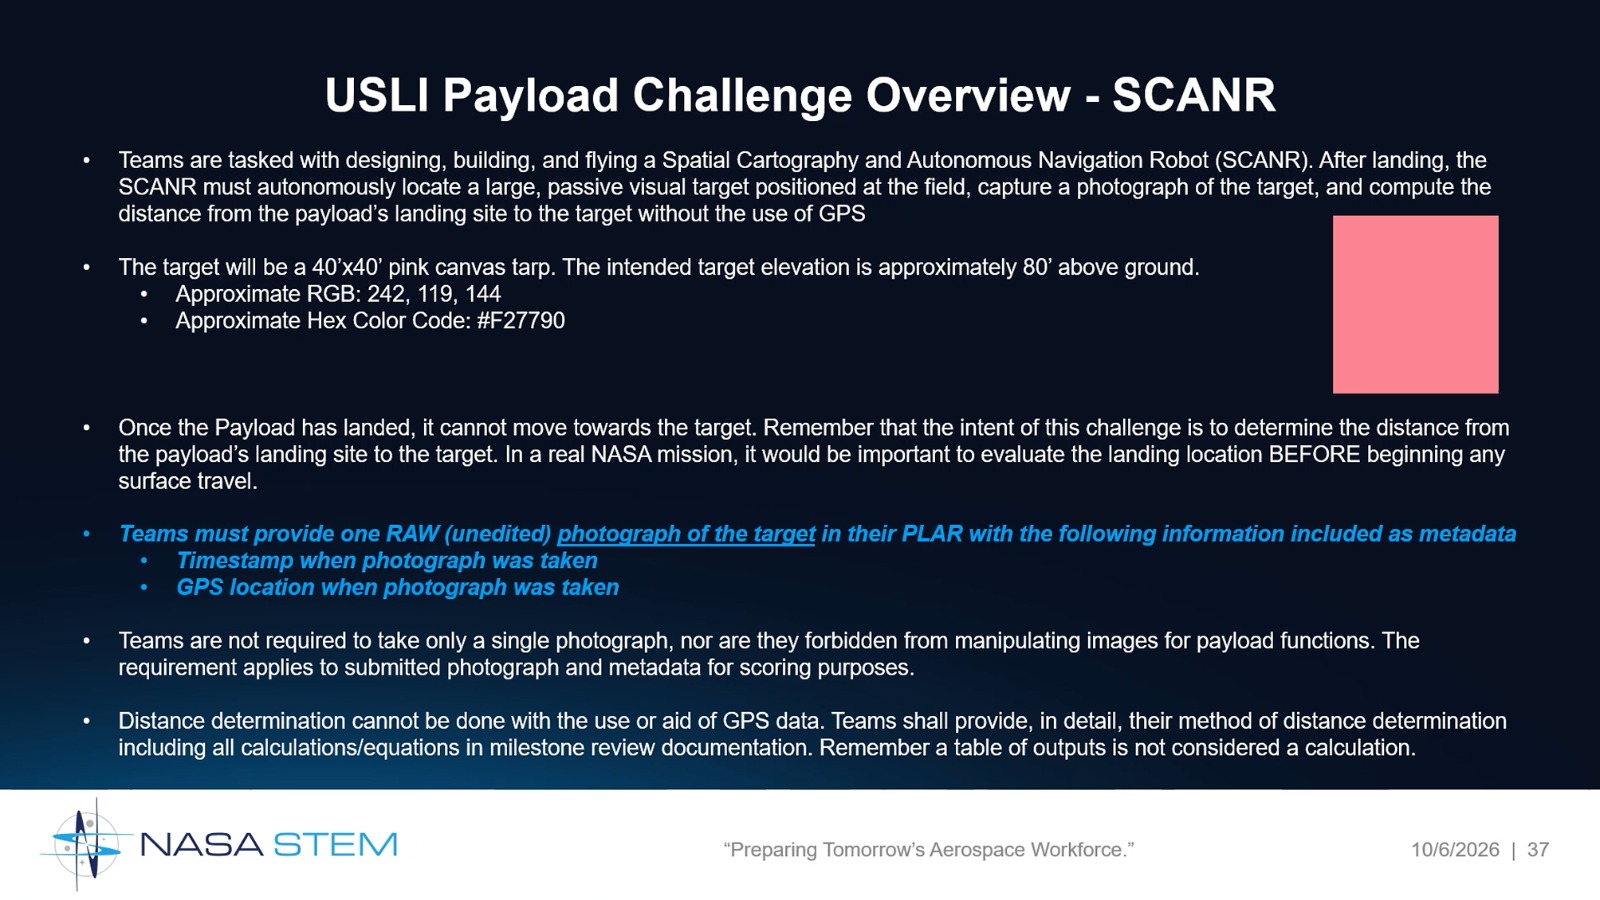 USLI Payload Challenge Overview - SCANR
• Teams are tasked with designing, building, and flying a Spatial Cartography and Autonomous Navigation Robot (SCANR). After landing, the
SCANR must autonomously locate a large, passive visual target positioned at the field, capture a photograph of the target, and compute the
distance from the payload’s landing site to the target without the use of GPS
• The target will be a 40’x40’ pink canvas tarp. The intended target elevation is approximately 80’ above ground.
• Approximate RGB: 242, 119, 144
• Approximate Hex Color Code: #F27790
• Once the Payload has landed, it cannot move towards the target. Remember that the intent of this challenge is to determine the distance from
the payload’s landing site to the target. In a real NASA mission, it would be important to evaluate the landing location BEFORE beginning any
surface travel.
• Teams must provide one RAW (unedited) photograph of the target in their PLAR with the following information included as metadata
• Timestamp when photograph was taken
• GPS location when photograph was taken
• Teams are not required to take only a single photograph, nor are they forbidden from manipulating images for payload functions. The
requirement applies to submitted photograph and metadata for scoring purposes.
• Distance determination cannot be done with the use or aid of GPS data. Teams shall provide, in detail, their method of distance determination
including all calculations/equations in milestone review documentation. Remember a table of outputs is not considered a calculation.
NASA STEM
“Preparing Tomorrow’s Aerospace Workforce.”
10/6/2026 | 37